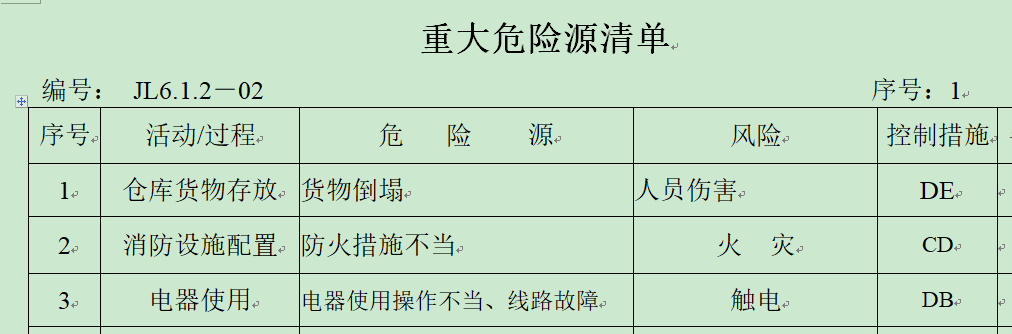 重大危险源清单
编号： JL6.1.2－02 序号：1
序号 活动/过程 危 险 源 风险 控制措施
1 仓库货物存放 货物倒塌 人员伤害 DE
2 消防设施配置 防火措施不当 火 灾 CD
3 电器使用 电器使用操作不当、线路故障 触电 DB